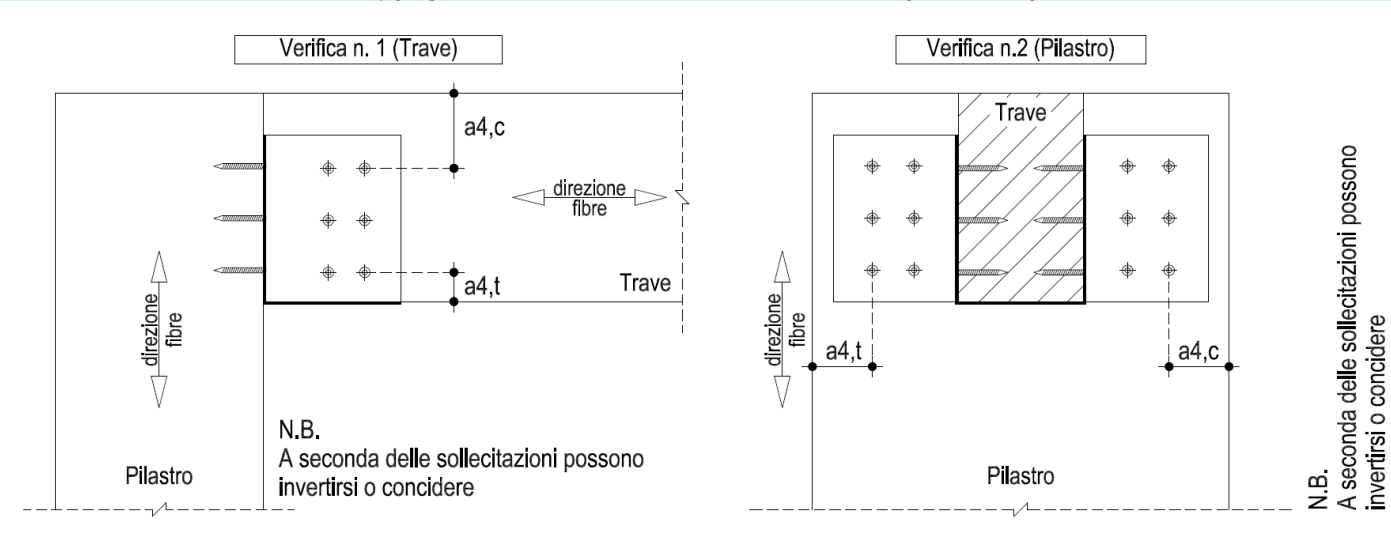 Verifica n. 1 (Trave)
a4,c
direzione
fibre
a4,t
Trave
direzione
fibre
N.B.
A seconda delle sollecitazioni possono
invertirsi o concidere
Pilastro
Verifica n.2 (Pilastro)
Trave
direzione
fibre
a4,t
a4,c
Pilastro
N.B.
A seconda delle sollecitazioni possono
invertirsi o concidere